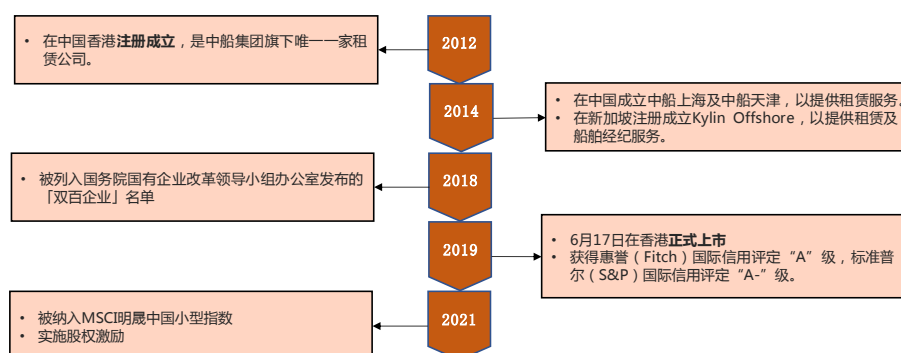 2012
• 在中国香港注册成立，是中船集团旗下唯一一家租
赁公司。
2014
• 在中国成立中船上海及中船天津，以提供租赁服务。
• 在新加坡注册成立Kylin Offshore，以提供租赁及
船舶经纪服务。
2018
• 被列入国务院国有企业改革领导小组办公室发布的
「双百企业」名单
2019
• 6月17日在香港正式上市
• 获得惠誉（Fitch）国际信用评定“A”级，标准普
尔（S&P）国际信用评定“A-”级。
2021
• 被纳入MSCI明晟中国小型指数
• 实施股权激励